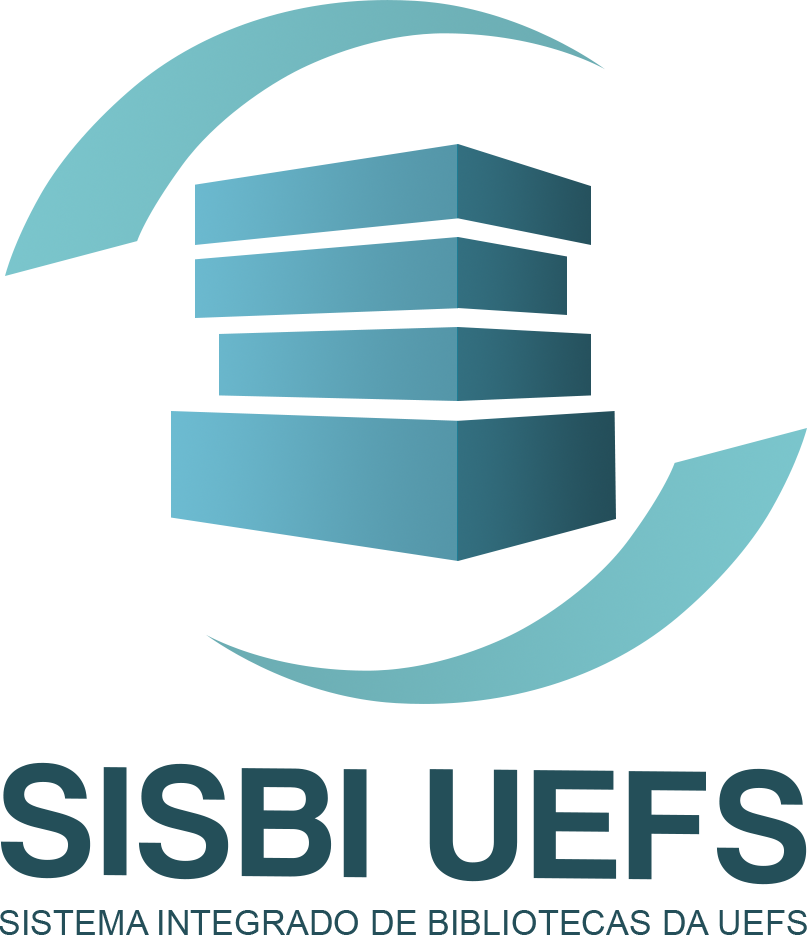 SISBI UEFS
SISTEMA INTEGRADO DE BIBLIOTECAS DA UEFS